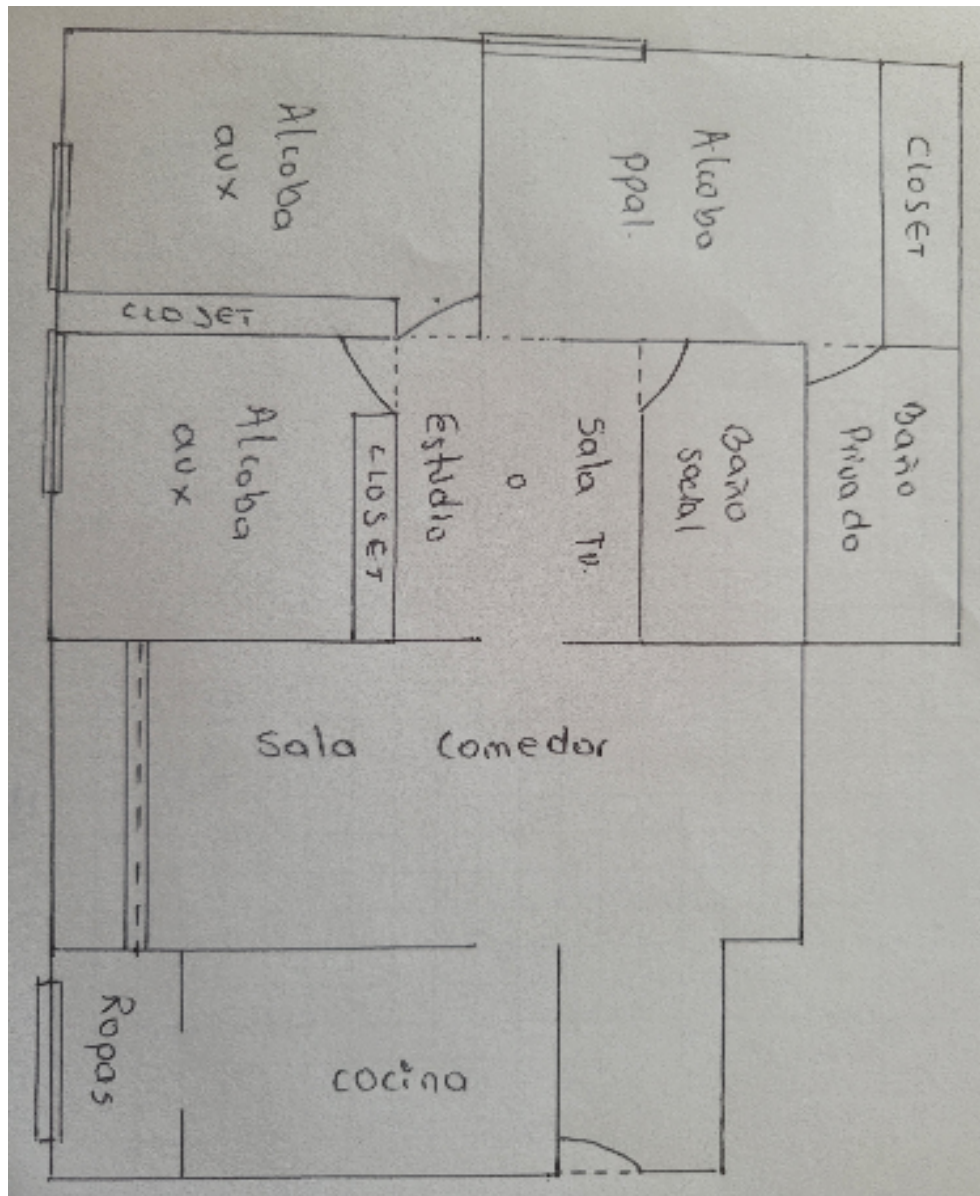 Alcoba
aux
Alcoba
ppal.
CLOSET
CLOSET
Alcoba
aux
CLOSET
Estudio
o
Sala Tv.
Baño
social
Baño
Privado
Sala Comedor
Ropas
cocina